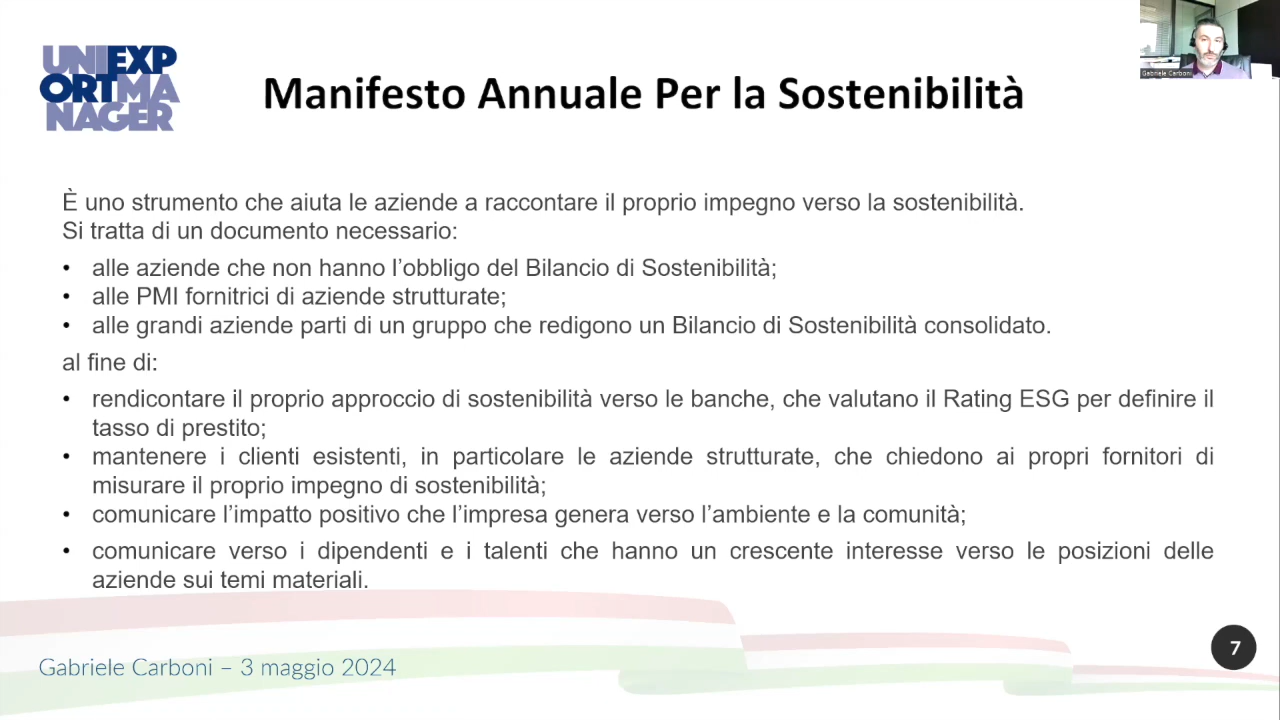 UNIEXP
ORTMA
NAGER
Manifesto Annuale Per la Sostenibilità
Gabriele Carboni
È uno strumento che aiuta le aziende a raccontare il proprio impegno verso la sostenibilità.
Si tratta di un documento necessario:
• alle aziende che non hanno l’obbligo del Bilancio di Sostenibilità;
• alle PMI fornitrici di aziende strutturate;
• alle grandi aziende parti di un gruppo che redigono un Bilancio di Sostenibilità consolidato.
al fine di:
• rendicontare il proprio approccio di sostenibilità verso le banche, che valutano il Rating ESG per definire il
tasso di prestito;
• mantenere i clienti esistenti, in particolare le aziende strutturate, che chiedono ai propri fornitori di
misurare il proprio impegno di sostenibilità;
• comunicare l’impatto positivo che l’impresa genera verso l’ambiente e la comunità;
• comunicare verso i dipendenti e i talenti che hanno un crescente interesse verso le posizioni delle
aziende sui temi materiali.
Gabriele Carboni – 3 maggio 2024
7